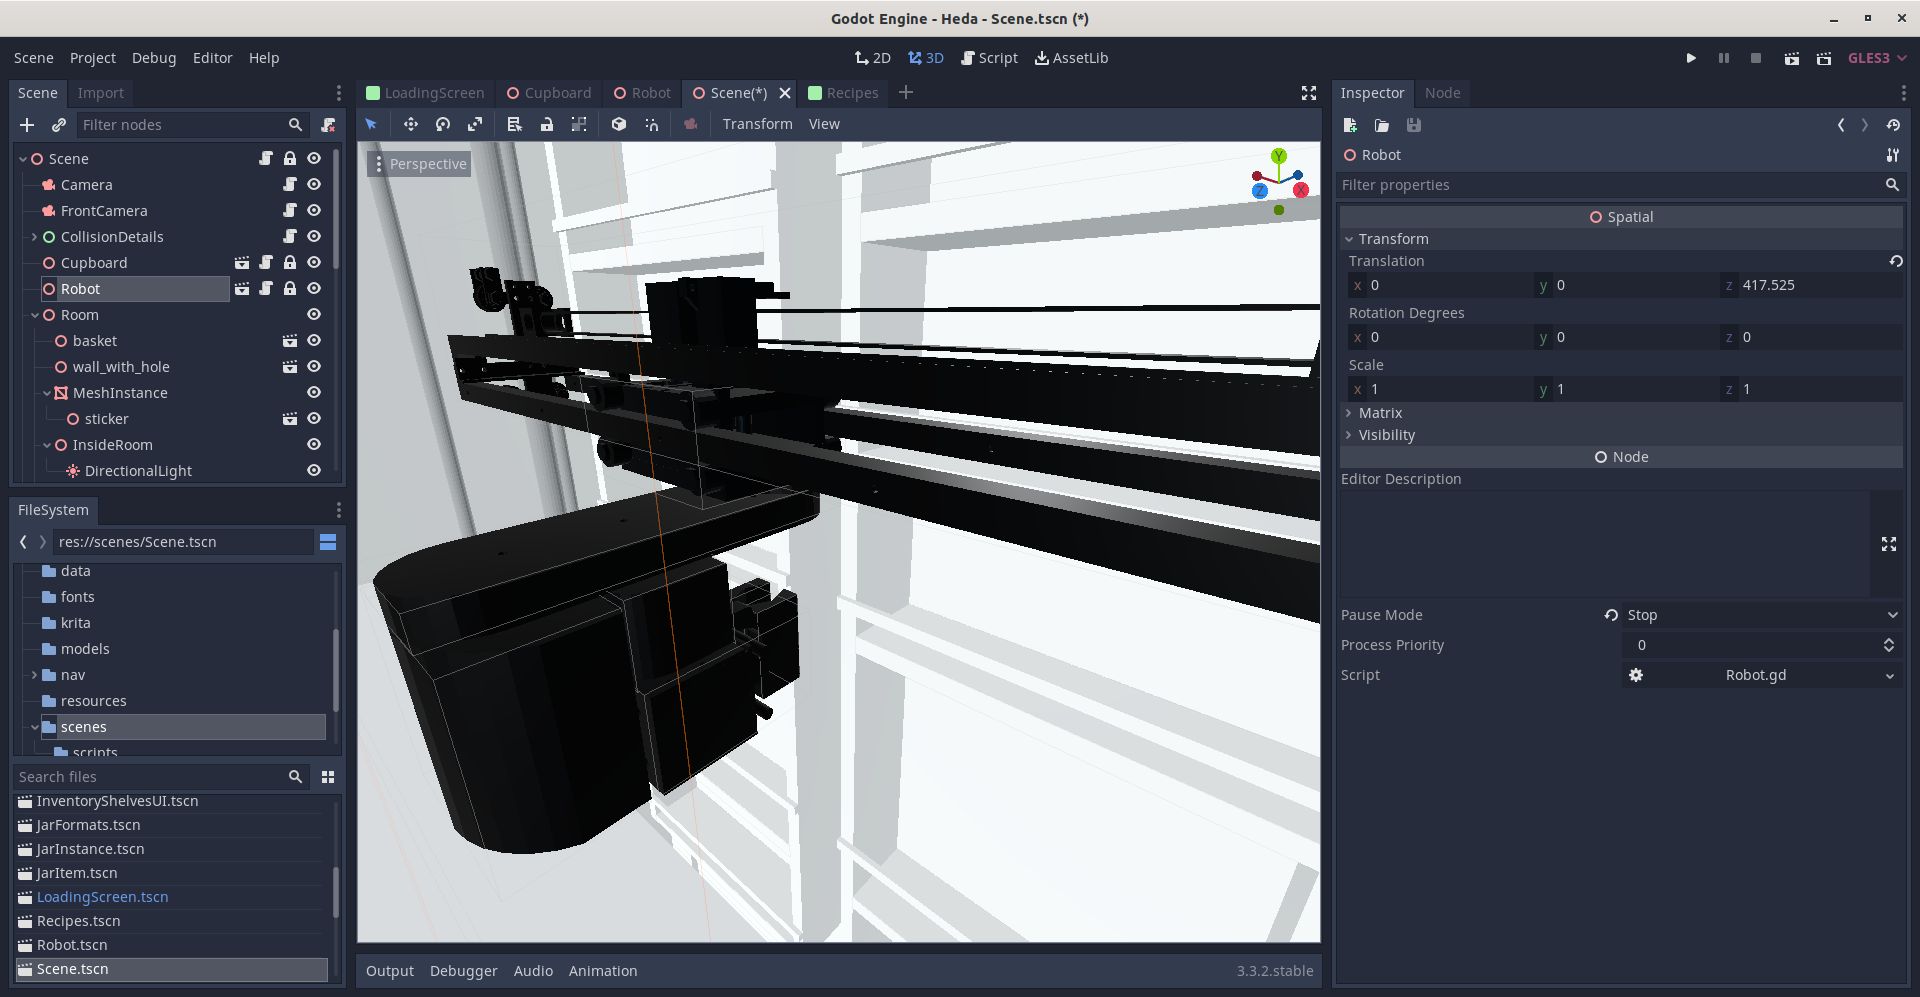 Godot Engine - Heda - Scene.tscn (*)
Scene Project Debug Editor Help
2D 3D Script AssetLib
GLES3
Scene Import
Filter nodes
Scene
Camera
FrontCamera
CollisionDetails
Cupboard
Robot
Room
basket
wall_with_hole
MeshInstance
sticker
InsideRoom
DirectionalLight
FileSystem
res://scenes/Scene.tscn
data
fonts
krita
models
nav
resources
scenes
scripts
Search files
InventoryShelvesUI.tscn
JarFormats.tscn
JarInstance.tscn
JarItem.tscn
LoadingScreen.tscn
Recipes.tscn
Robot.tscn
Scene.tscn
LoadingScreen Cupboard Robot Scene(*) Recipes
Transform View
Perspective
Y
Z X
Output Debugger Audio Animation 3.3.2.stable
Inspector Node
Robot
Filter properties
Spatial
Transform
Translation
x 0 y 0 z 417.525
Rotation Degrees
x 0 y 0 z 0
Scale
x 1 y 1 z 1
Matrix
Visibility
Node
Editor Description
Pause Mode Stop
Process Priority 0
Script Robot.gd